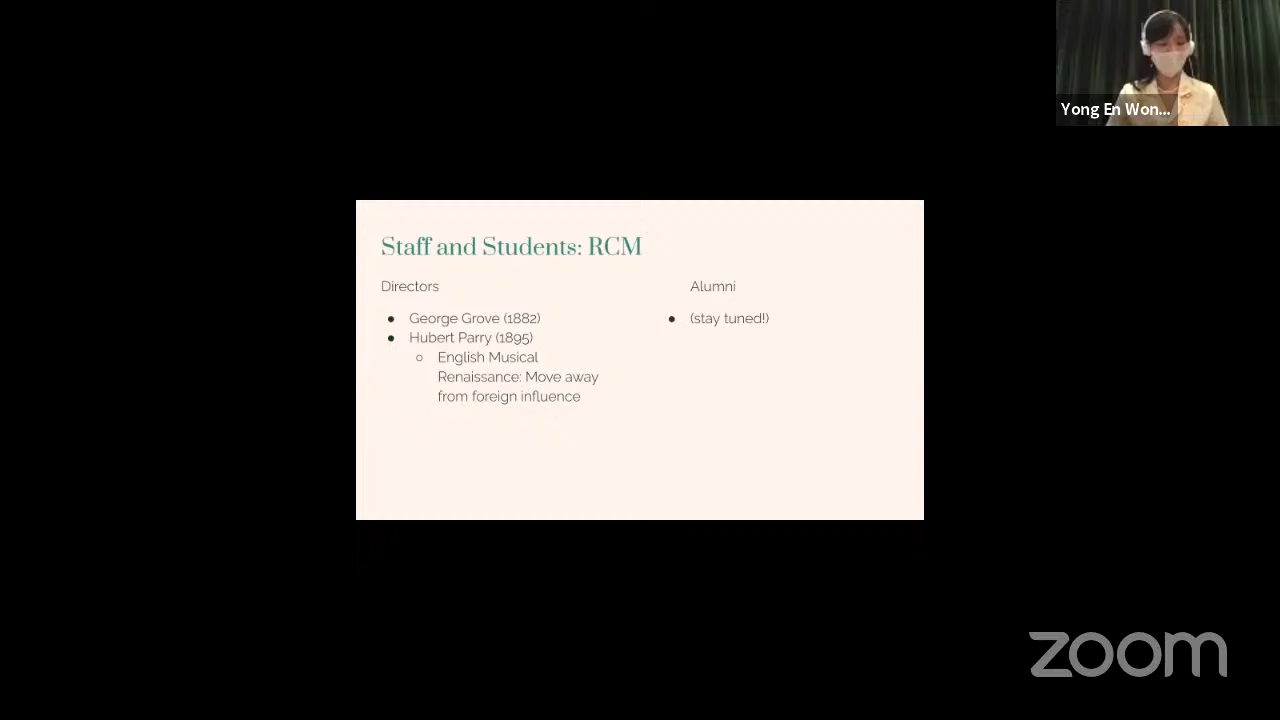 Yong En Won...
Staff and Students: RCM
Directors
● George Grove (1882)
● Hubert Parry (1895)
○ English Musical
Renaissance: Move away
from foreign influence
Alumni
● (stay tuned!)
zoom